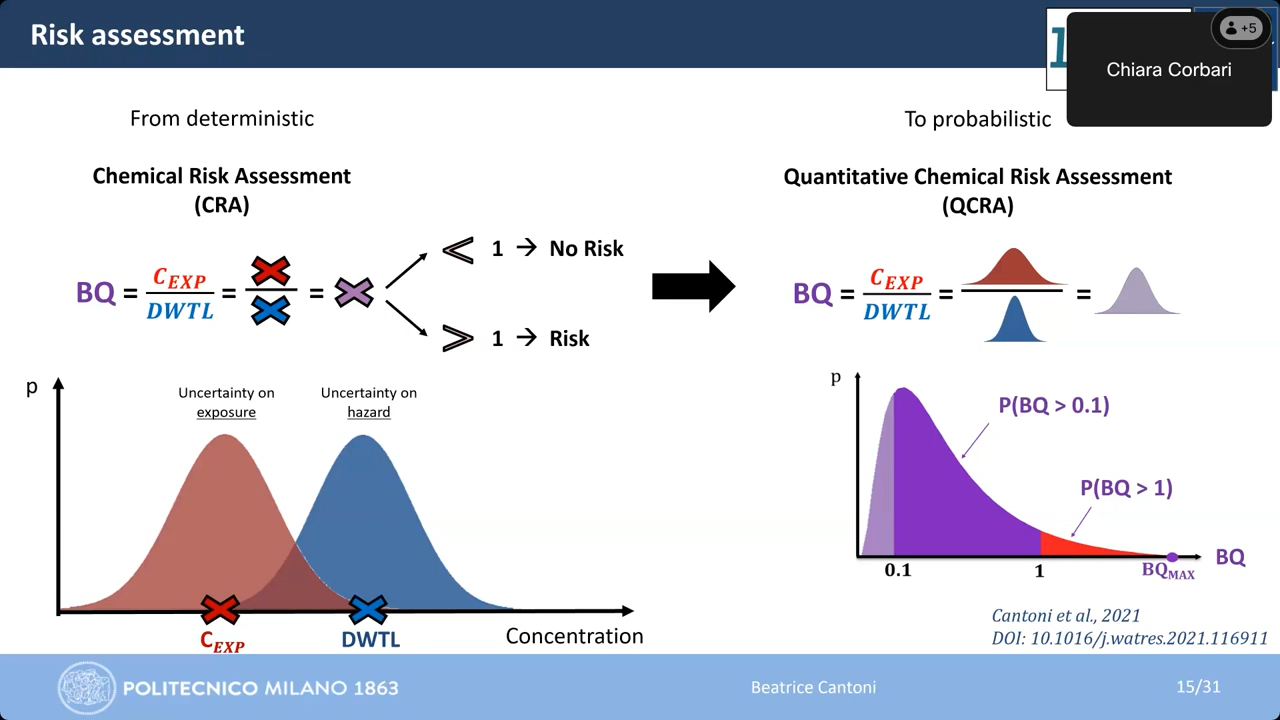 Risk assessment
+5
Chiara Corbari
From deterministic
To probabilistic
Chemical Risk Assessment
(CRA)
BQ = C_EXP / DWTL = =
< 1 → No Risk
> 1 → Risk
Quantitative Chemical Risk Assessment
(QCRA)
BQ = C_EXP / DWTL = =
p
Uncertainty on
exposure
Uncertainty on
hazard
C_EXP
DWTL
Concentration
p
P(BQ > 0.1)
P(BQ > 1)
0.1
1
BQ_MAX
BQ
Cantoni et al., 2021
DOI: 10.1016/j.watres.2021.116911
POLITECNICO MILANO 1863
Beatrice Cantoni
15/31